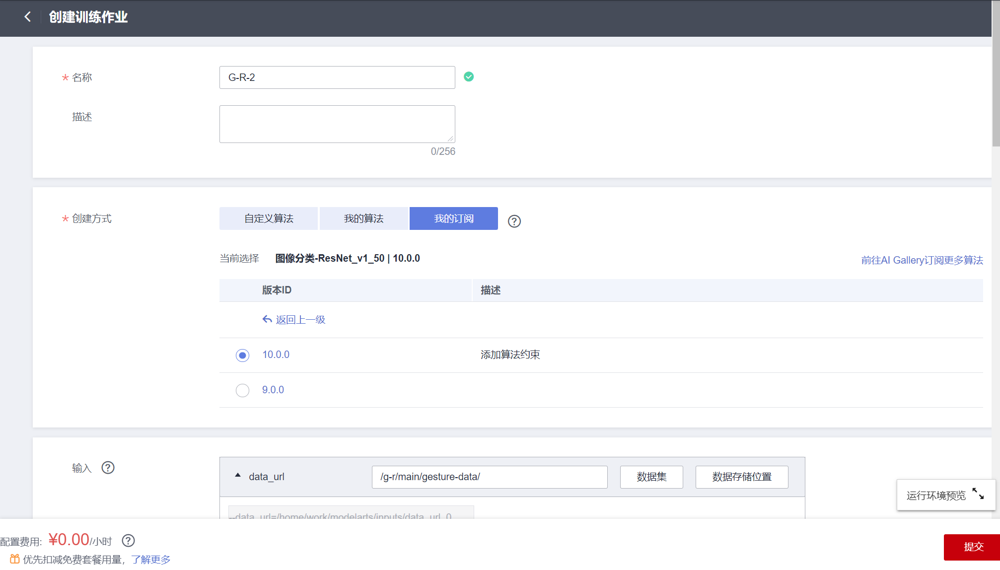 创建训练作业
* 名称
G-R-2
描述
0/256
* 创建方式
自定义算法
我的算法
我的订阅
当前选择 图像分类-ResNet_v1_50 | 10.0.0
前往AI Gallery订阅更多算法
版本ID
描述
返回上一级
10.0.0
添加算法约束
9.0.0
输入
data_url
/g-r/main/gesture-data/
数据集
数据存储位置
运行环境预览
--data_url=/home/work/modelarts/inputs/data_url_0
配置费用: ¥0.00/小时
提交
优先扣减免费套餐用量，了解更多